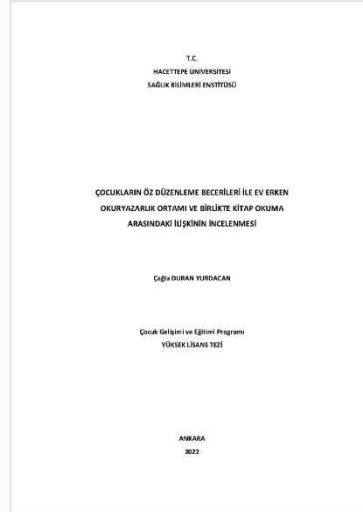 T.C.
HACETTEPE ÜNİVERSİTESİ
SAĞLIK BİLİMLERİ ENSTİTÜSÜ
ÇOCUKLARIN ÖZ DÜZENLEME BECERİLERİ İLE EV ERKEN
OKURYAZARLIK ORTAMI VE BİRLİKTE KİTAP OKUMA
ARASINDAKİ İLİŞKİNİN İNCELENMESİ
Çağla DURAN YURDACAN
Çocuk Gelişimi ve Eğitimi Programı
YÜKSEK LİSANS TEZİ
ANKARA
2022